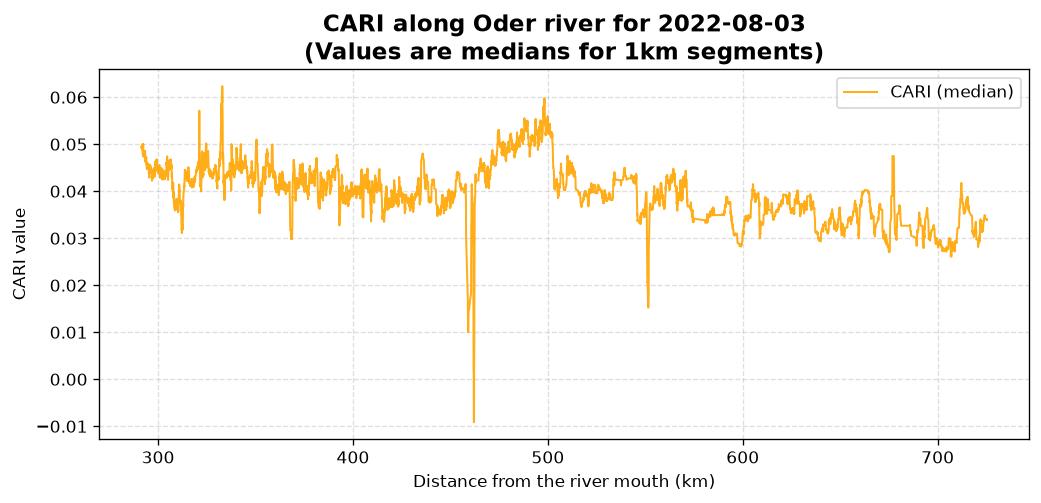 CARI along Oder river for 2022-08-03
(Values are medians for 1km segments)
CARI (median)
CARI value
0.06
0.05
0.04
0.03
0.02
0.01
0.00
−0.01
300 400 500 600 700
Distance from the river mouth (km)